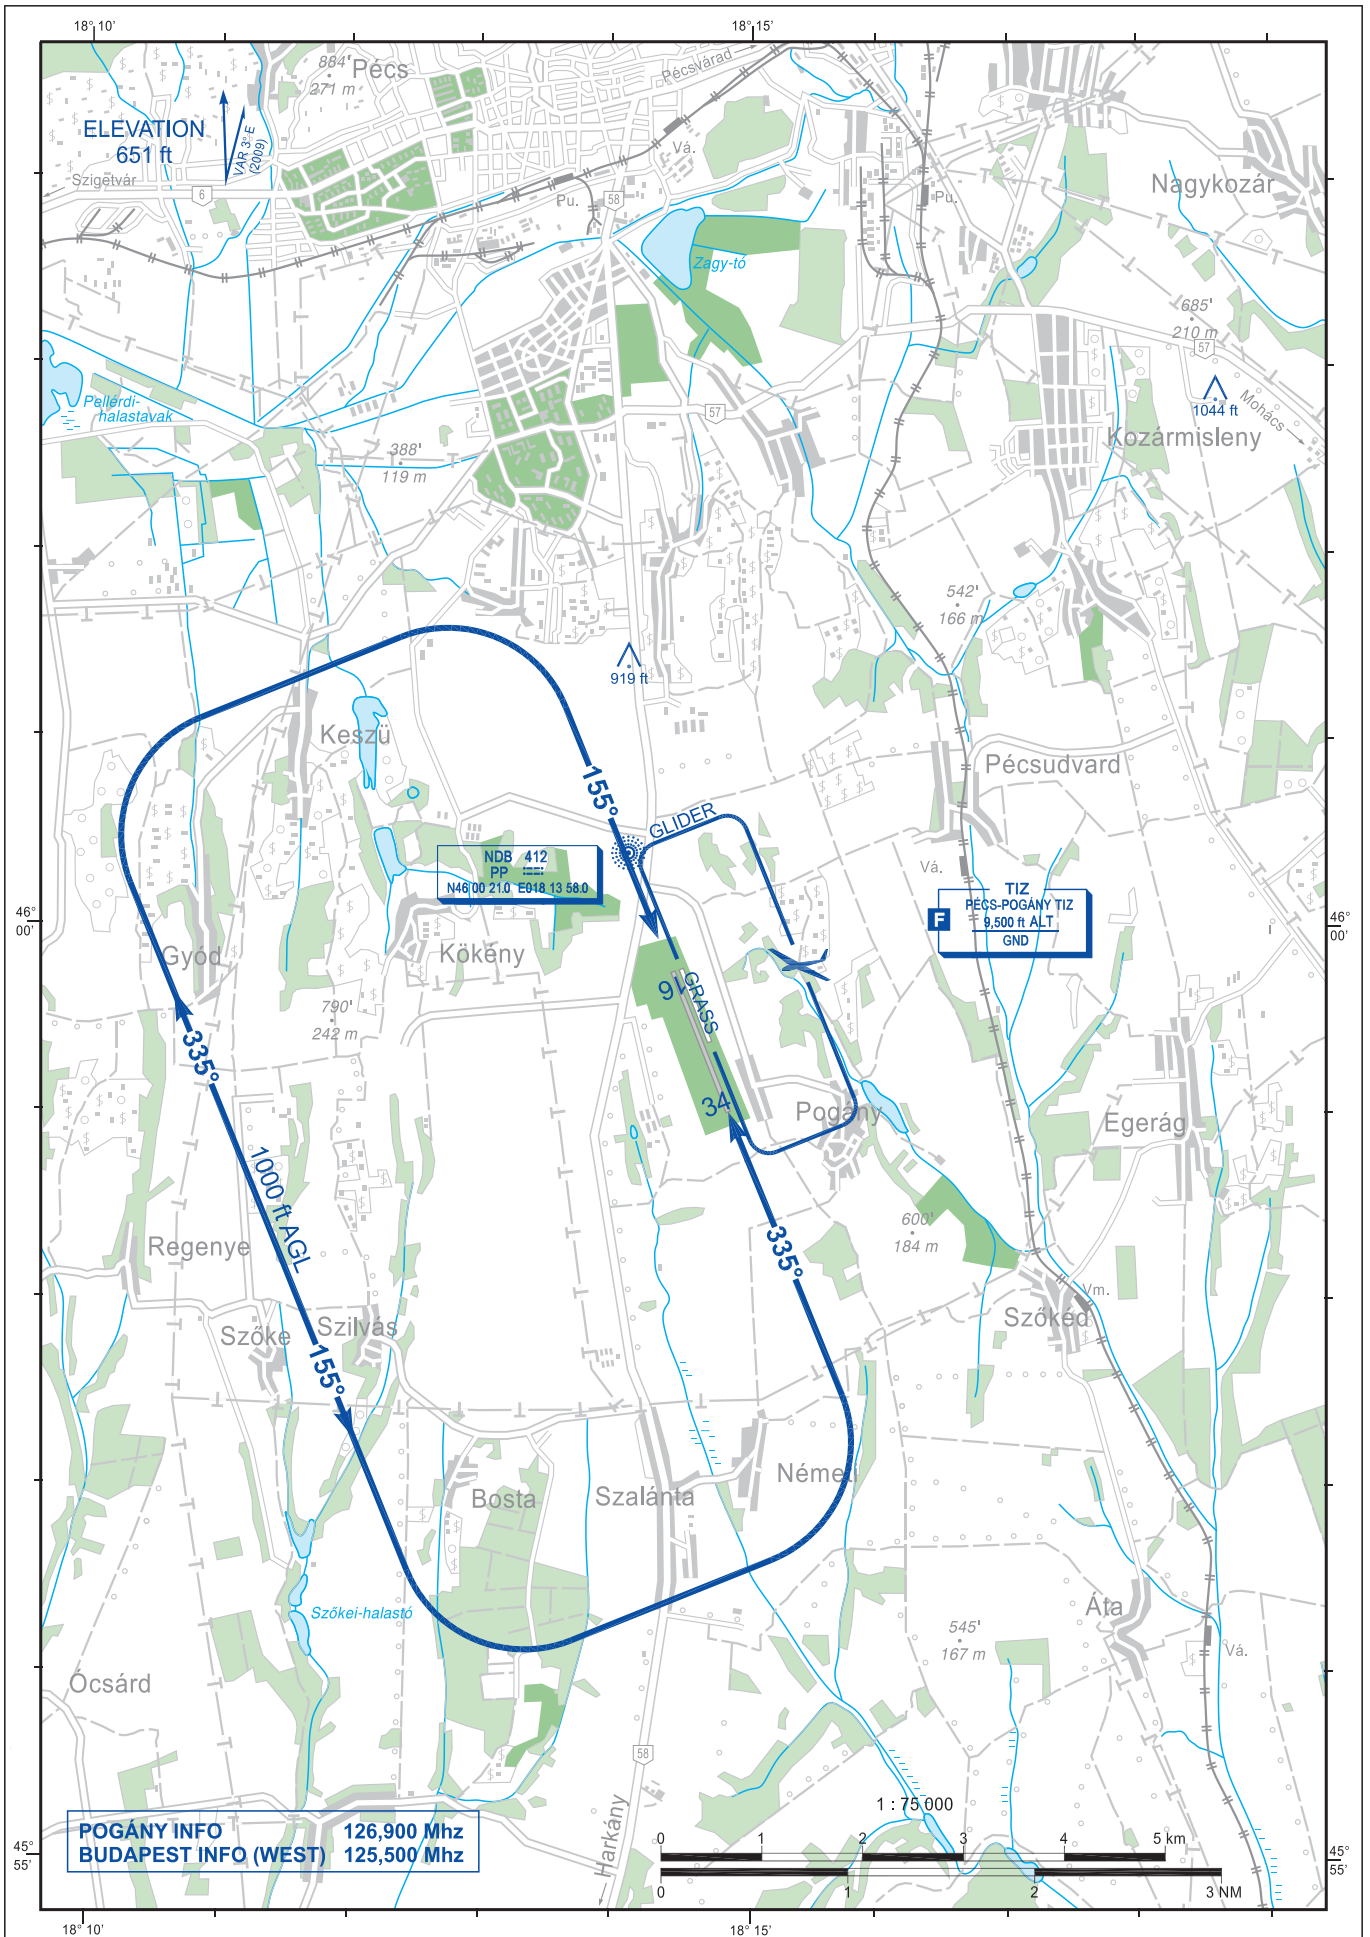 18° 10'
18° 15'
884'
271 m
Pécs
Pécsvárad
ELEVATION
651 ft
VAR 3° E
(2009)
Szigetvár
6
Vá.
Pu.
58
Pu.
Nagykozár
Zagy-tó
685'
210 m
57
1044 ft
Mohács
Pellérdi-
halastavak
57
Kozármisleny
388'
119 m
542'
166 m
919 ft
Keszü
Pécsudvard
155°
GLIDER
NDB 412
PP
N46 00 21.0 E018 13 58.0
Vá.
TIZ
PÉCS-POGÁNY TIZ
F
9,500 ft ALT
GND
46°
00'
46°
00'
Gyód
Kökény
16
GRASS
790'
242 m
335°
34
Pogány
Egerág
1000 ft AGL
600'
184 m
335°
Regenye
Vm.
Szőkéd
Szőke
Szilvás
155°
Németi
Bosta
Szalánta
Szőkei-halastó
Áta
545'
167 m
Vá.
Ócsárd
58
Harkány
1 : 75 000
POGÁNY INFO 126,900 Mhz
BUDAPEST INFO (WEST) 125,500 Mhz
0 1 2 3 4 5 km
0 1 2 3 NM
45°
55'
45°
55'
18° 10'
18° 15'